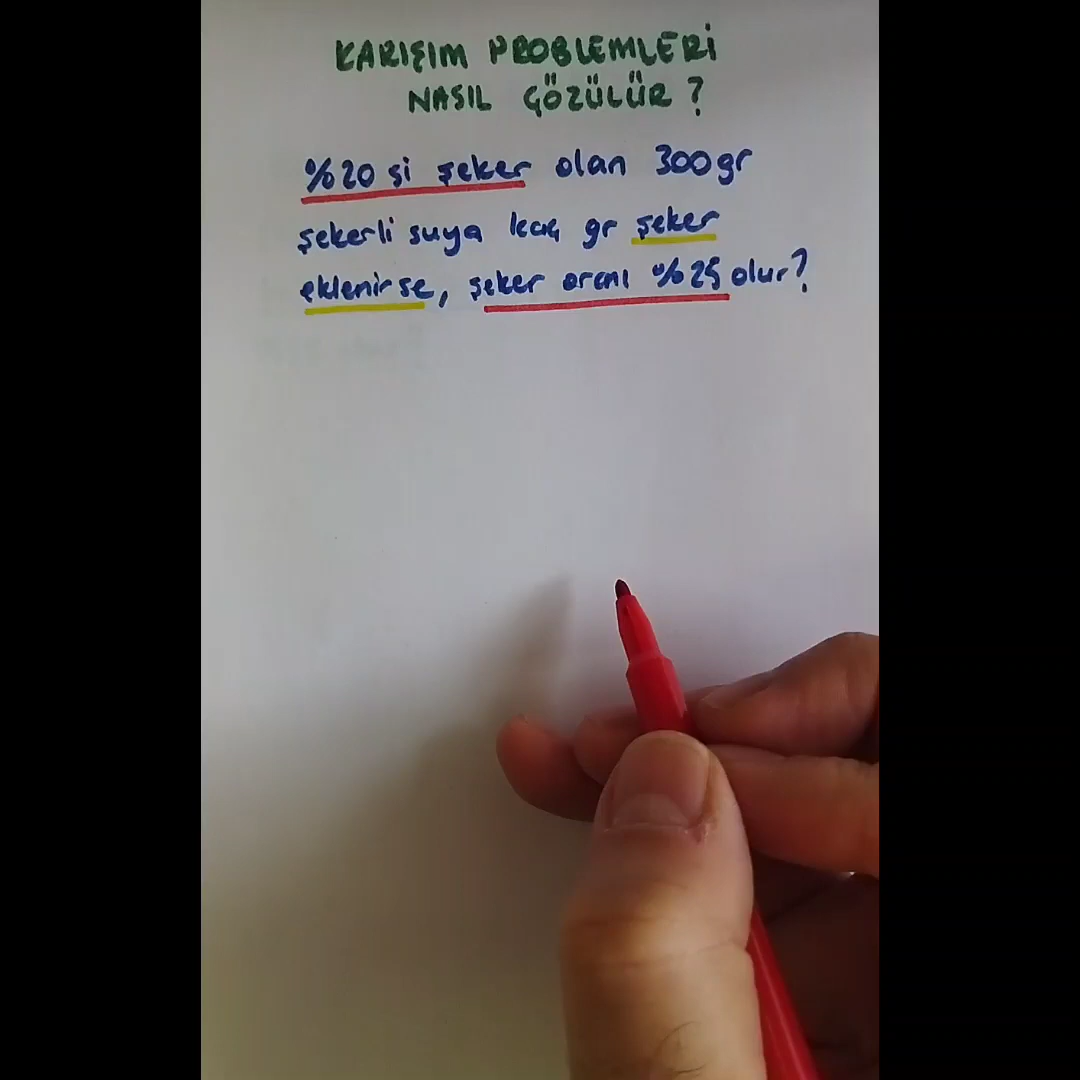 KARIŞIM PROBLEMLERİ
NASIL ÇÖZÜLÜR ?
%20 si şeker olan 300gr
şekerli suya kaç gr şeker
eklenirse, şeker oranı %25 olur?